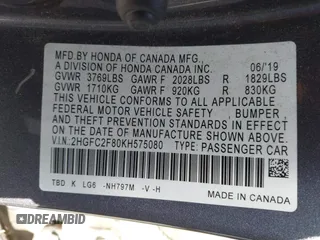 MFD.BY HONDA OF CANADA MFG.,
A DIVISION OF HONDA CANADA INC. 06/'19
GVWR 3769LBS GAWR F 2028LBS R 1829LBS
GVWR 1710KG GAWR F 920KG R 830KG
THIS VEHICLE CONFORMS TO ALL APPLICABLE
FEDERAL MOTOR VEHICLE SAFETY, BUMPER
AND THEFT PREVENTION STANDARDS IN EFFECT
ON THE DATE OF MANUFACTURE SHOWN ABOVE.
V.I.N.:2HGFC2F80KH575080 TYPE: PASSENGER CAR
TBD K LG6 -NH797M -V -H
MADE IN CANADA
DREAMBID